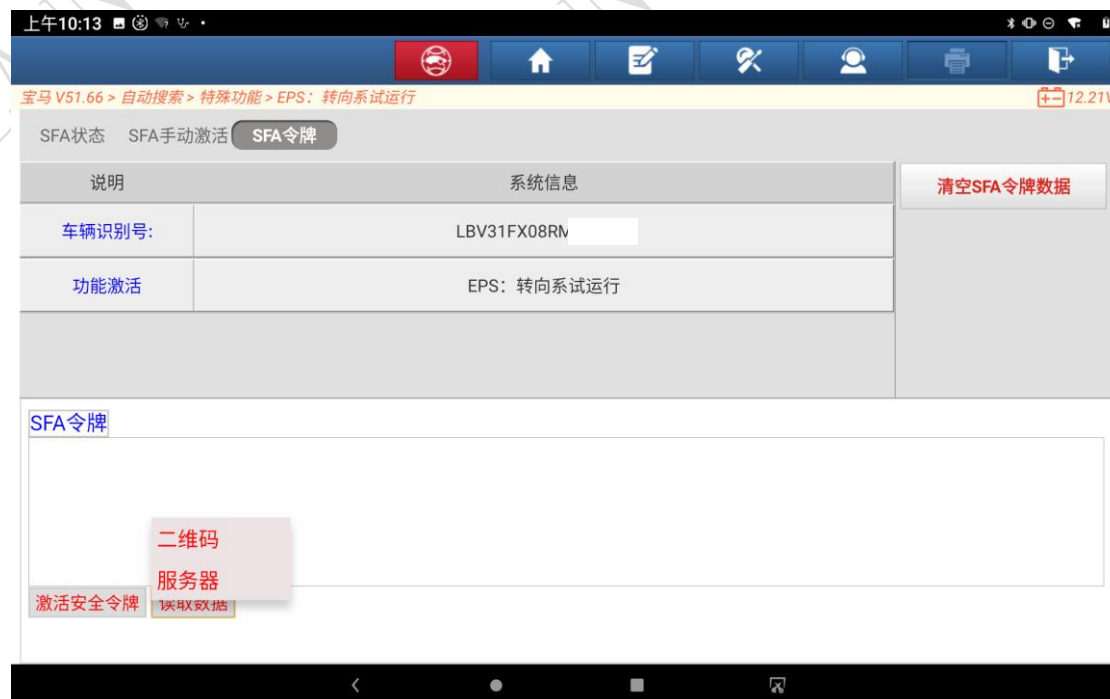 上午10:13
宝马 V51.66 > 自动搜索 > 特殊功能 > EPS：转向系试运行
12.21V
SFA状态 SFA手动激活 SFA令牌
说明 系统信息
清空SFA令牌数据
车辆识别号: LBV31FX08RM
功能激活 EPS：转向系试运行
SFA令牌
二维码
服务器
激活安全令牌 读取数据